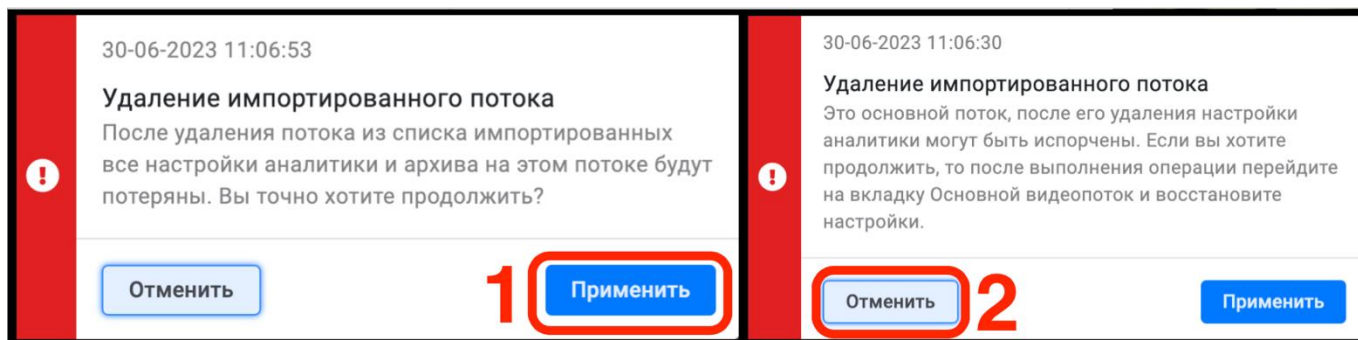 30-06-2023 11:06:53
Удаление импортированного потока
После удаления потока из списка импортированных
все настройки аналитики и архива на этом потоке будут
потеряны. Вы точно хотите продолжить?
Отменить
1
Применить
30-06-2023 11:06:30
Удаление импортированного потока
Это основной поток, после его удаления настройки
аналитики могут быть испорчены. Если вы хотите
продолжить, то после выполнения операции перейдите
на вкладку Основной видеопоток и восстановите
настройки.
Отменить
2
Применить